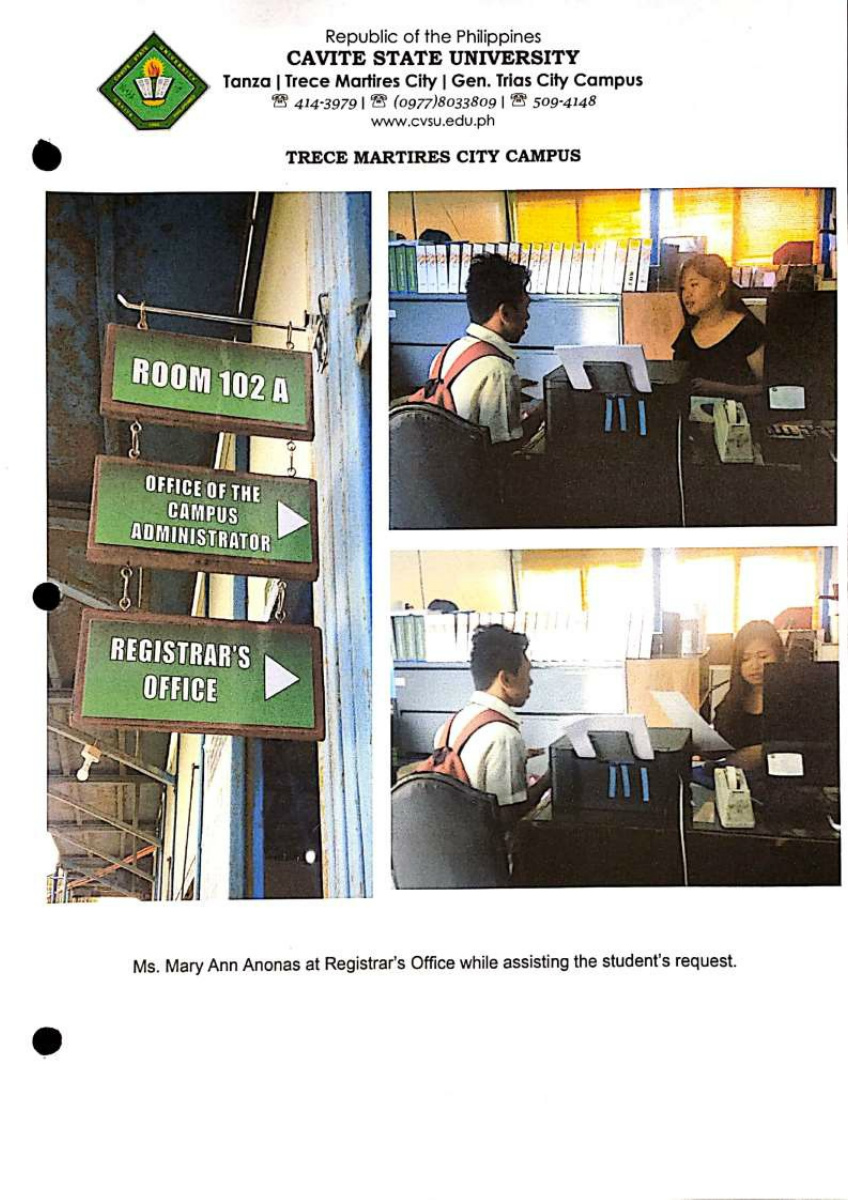 Republic of the Philippines
CAVITE STATE UNIVERSITY
Tanza | Trece Martires City | Gen. Trias City Campus
☏ 414-3979 | ☏ (0977)8033809 | ☏ 509-4148
www.cvsu.edu.ph
TRECE MARTIRES CITY CAMPUS
ROOM 102 A
OFFICE OF THE
CAMPUS
ADMINISTRATOR
REGISTRAR'S
OFFICE
Ms. Mary Ann Anonas at Registrar's Office while assisting the student's request.